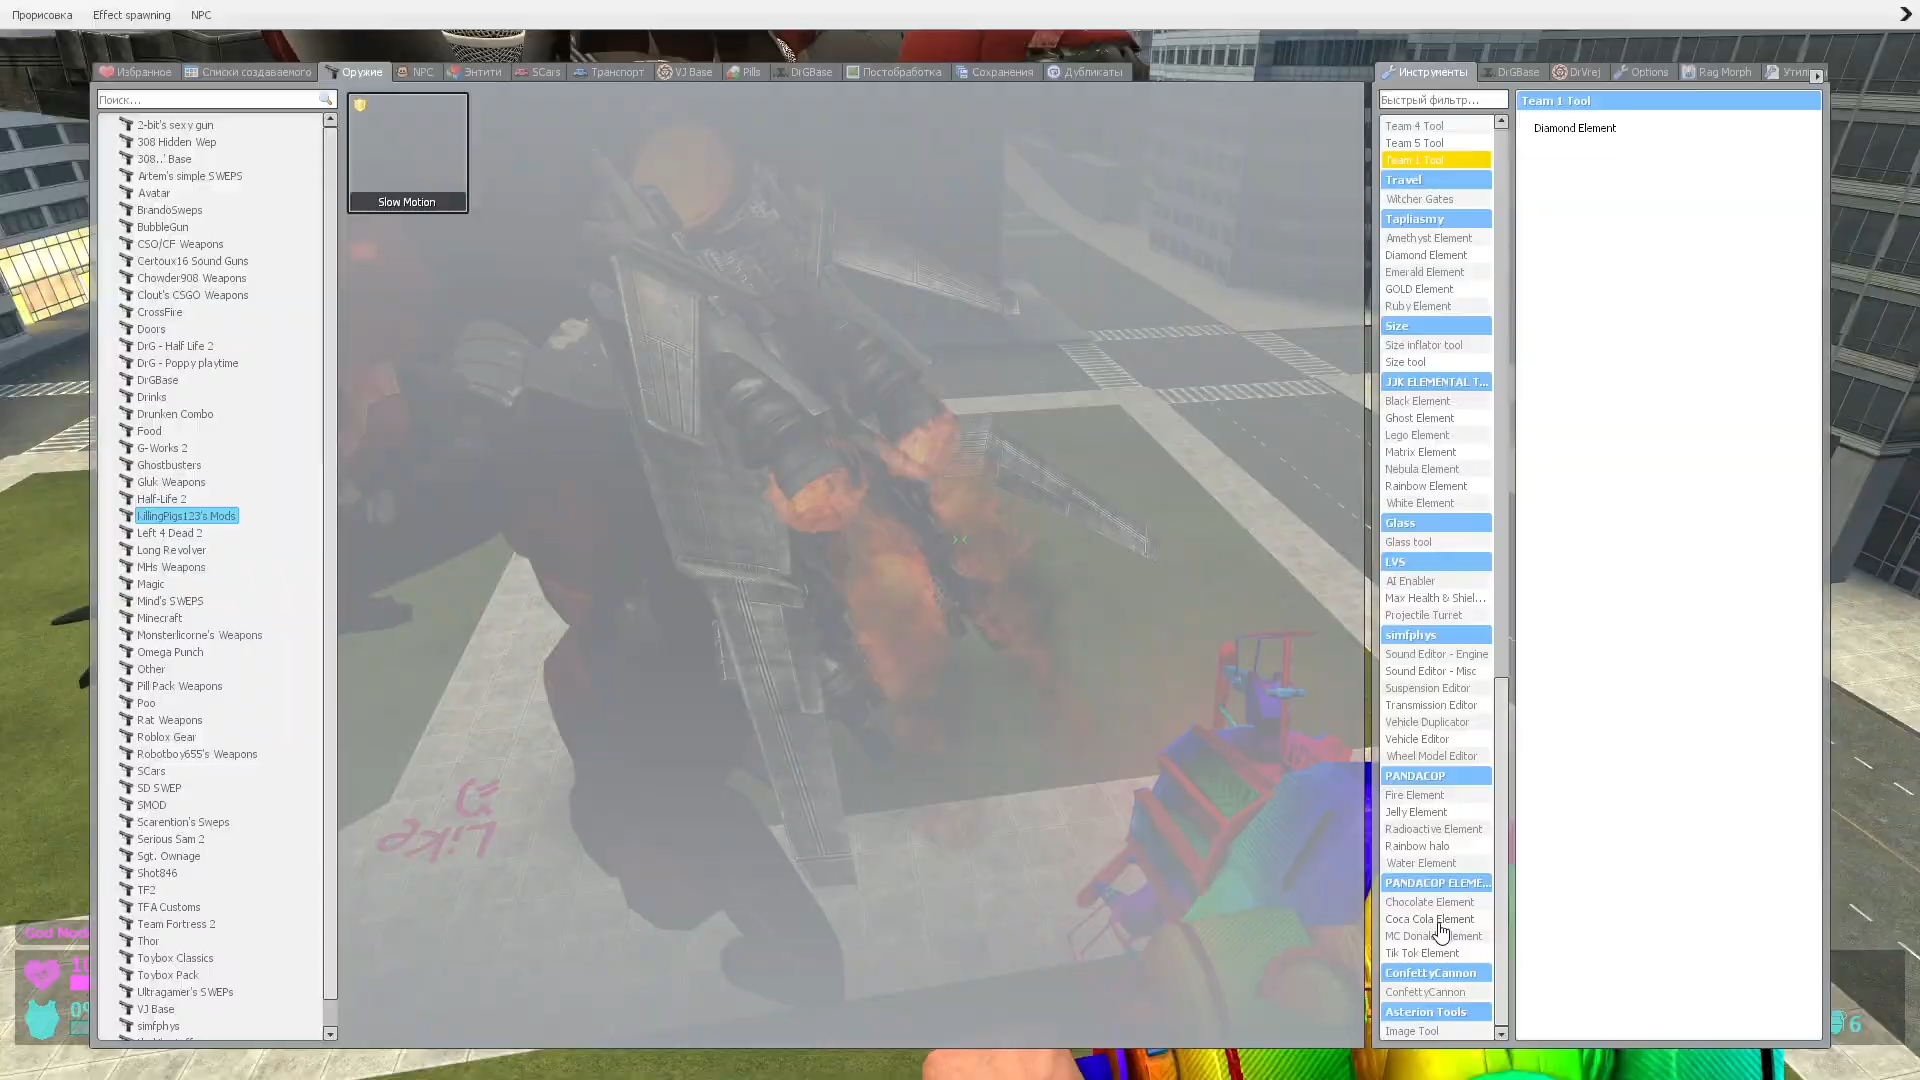 Прорисовка
Effect spawning
NPC
Избранное
Списки создаваемого
Оружие
NPC
Энтити
SCars
Транспорт
VJ Base
Pills
DrGBase
Постобработка
Сохранения
Дубликаты
Инструменты
DrGBase
DrVrej
Options
Rag Morph
Поиск...
2-bit's sexy gun
308 Hidden Wep
308..' Base
Artem's simple SWEPS
Avatar
BrandoSweps
BubbleGun
CSO/CF Weapons
Certoux16 Sound Guns
Chowder908 Weapons
Clout's CSGO Weapons
CrossFire
Doors
DrG - Half Life 2
DrG - Poppy playtime
DrGBase
Drinks
Drunken Combo
Food
G-Works 2
Ghostbusters
Gluk Weapons
Half-Life 2
KillingPigs123's Mods
Left 4 Dead 2
Long Revolver
MHs Weapons
Magic
Mind's SWEPS
Minecraft
Monsterlicorne's Weapons
Omega Punch
Other
Pill Pack Weapons
Poo
Rat Weapons
Roblox Gear
Robotboy655's Weapons
SCars
SD SWEP
SMOD
Scarention's Sweps
Serious Sam 2
Sgt. Ownage
Shot846
TF2
TFA Customs
Team Fortress 2
Thor
Toybox Classics
Toybox Pack
Ultragamer's SWEPs
VJ Base
simfphys
Slow Motion
Like
Быстрый фильтр...
Team 4 Tool
Team 5 Tool
Team 1 Tool
Travel
Witcher Gates
Tapliasmy
Amethyst Element
Diamond Element
Emerald Element
GOLD Element
Ruby Element
Size
Size inflator tool
Size tool
JJK ELEMENTAL T...
Black Element
Ghost Element
Lego Element
Matrix Element
Nebula Element
Rainbow Element
White Element
Glass
Glass tool
LVS
AI Enabler
Max Health & Shiel...
Projectile Turret
simfphys
Sound Editor - Engine
Sound Editor - Misc
Suspension Editor
Transmission Editor
Vehicle Duplicator
Vehicle Editor
Wheel Model Editor
PANDACOP
Fire Element
Jelly Element
Radioactive Element
Rainbow halo
Water Element
PANDACOP ELEME...
Chocolate Element
Coca Cola Element
Tik Tok Element
ConfettyCannon
ConfettyCannon
Asterion Tools
Image Tool
Team 1 Tool
Diamond Element
6